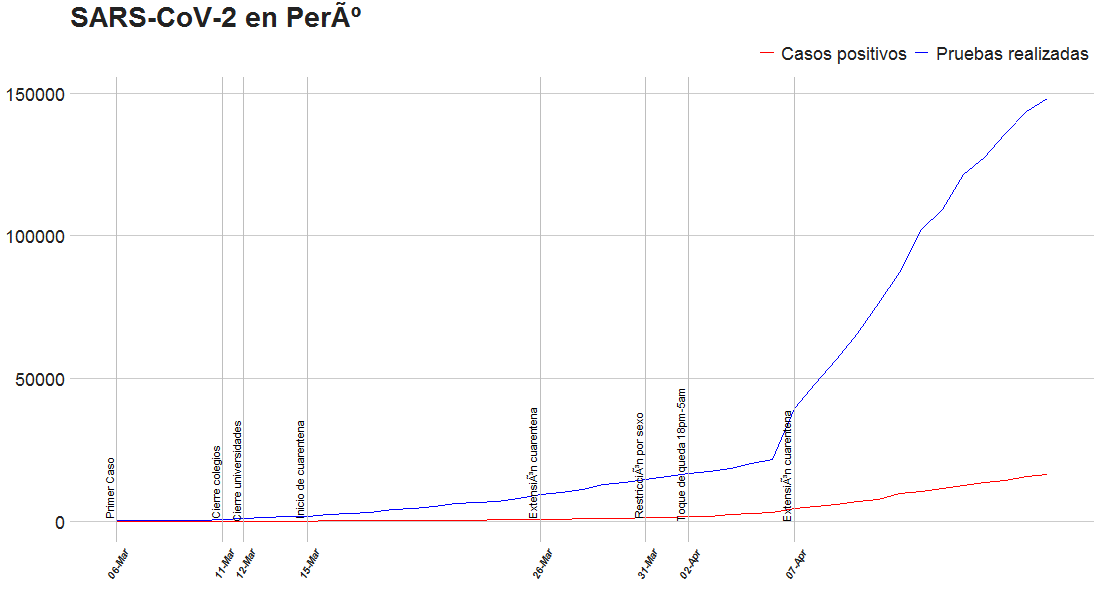 SARS-CoV-2 en PerÃº
Casos positivos
Pruebas realizadas
150000
100000
50000
0
Primer Caso
Cierre colegios
Cierre universidades
Inicio de cuarentena
ExtensiÃ³n cuarentena
RestricciÃ³n por sexo
Toque de queda 18pm-5am
ExtensiÃ³n cuarentena
06-Mar
11-Mar
12-Mar
15-Mar
26-Mar
31-Mar
02-Apr
07-Apr